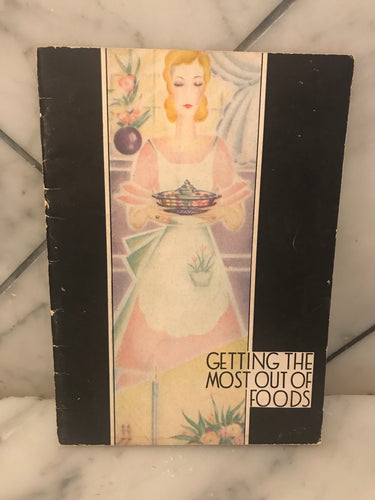 GETTING THE
MOST OUT OF
FOODS